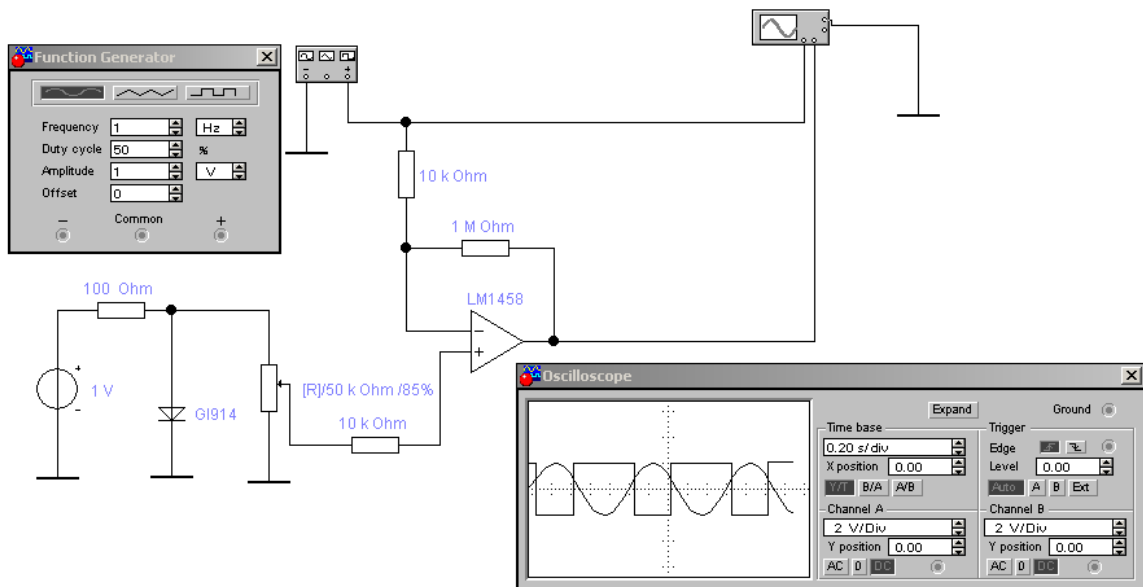 Function Generator
Frequency 1 Hz
Duty cycle 50 %
Amplitude 1 V
Offset 0
− Common +
− +
10 k Ohm
1 M Ohm
100 Ohm
LM1458
− +
+ 1 V −
GI914
[R]/50 k Ohm /85%
10 k Ohm
Oscilloscope
Expand Ground
Time base
0.20 s/div
X position 0.00
Y/T B/A A/B
Trigger
Edge
Level 0.00
Auto A B Ext
Channel A
2 V/Div
Y position 0.00
AC 0 DC
Channel B
2 V/Div
Y position 0.00
AC 0 DC